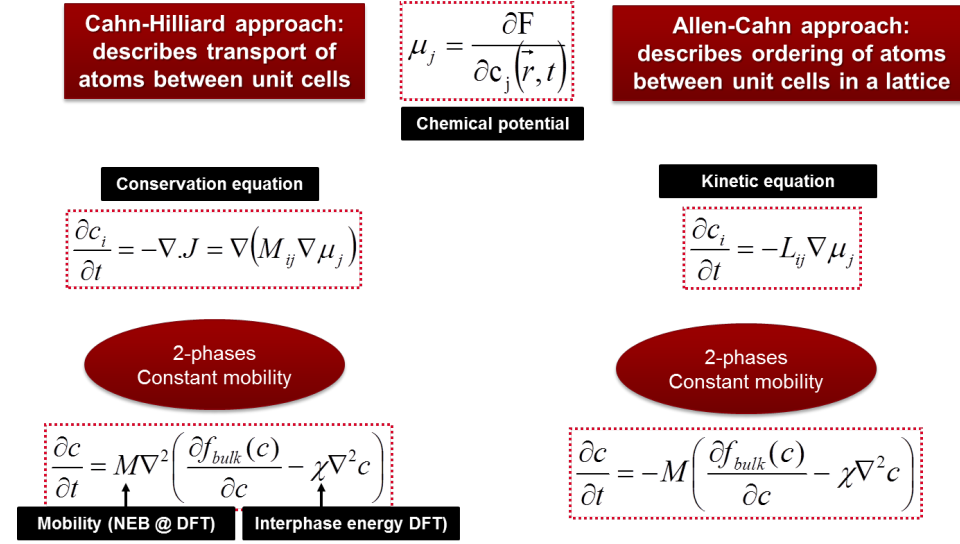 Cahn-Hilliard approach:
describes transport of
atoms between unit cells
μ_j = ∂F / ∂c_j(r⃗, t)
Chemical potential
Allen-Cahn approach:
describes ordering of atoms
between unit cells in a lattice
Conservation equation
∂c_i / ∂t = −∇.J = ∇(M_ij ∇μ_j)
Kinetic equation
∂c_i / ∂t = −L_ij ∇μ_j
2-phases
Constant mobility
2-phases
Constant mobility
∂c / ∂t = M∇²(∂f_bulk(c) / ∂c − χ∇²c)
Mobility (NEB @ DFT)
Interphase energy DFT)
∂c / ∂t = −M(∂f_bulk(c) / ∂c − χ∇²c)